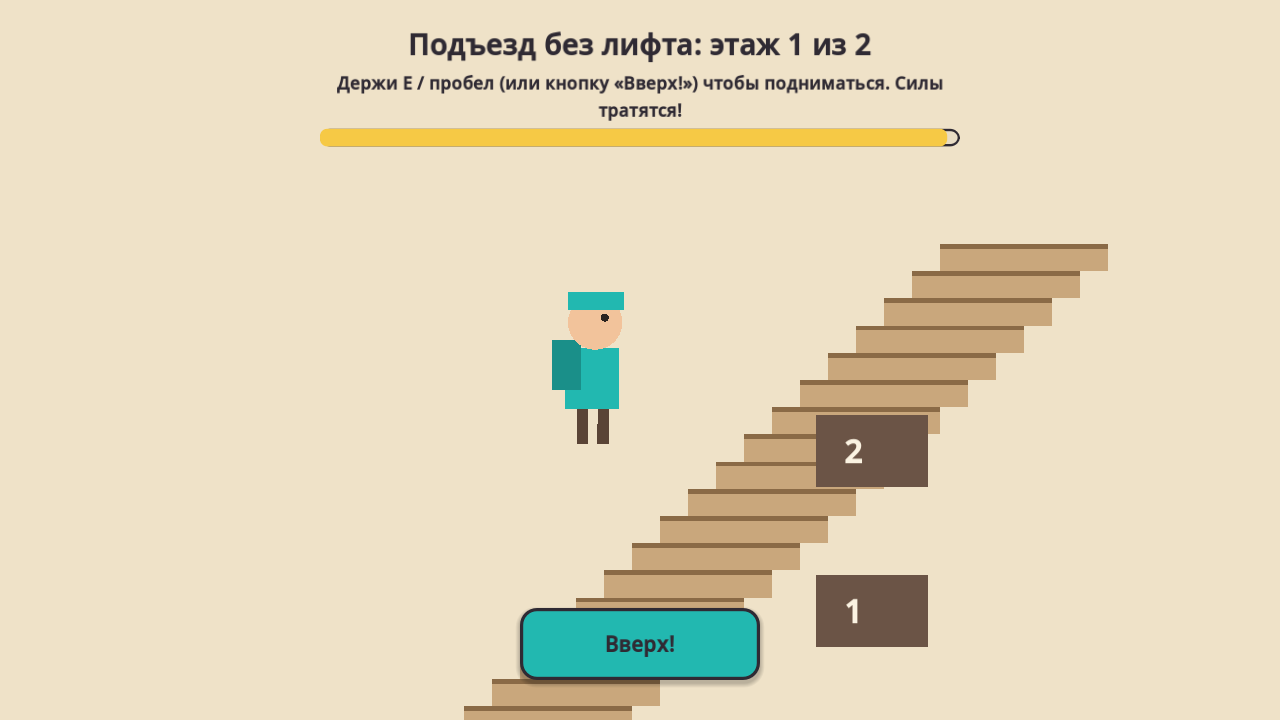 Подъезд без лифта: этаж 1 из 2
Держи E / пробел (или кнопку «Вверх!») чтобы подниматься. Силы
тратятся!
2
1
Вверх!